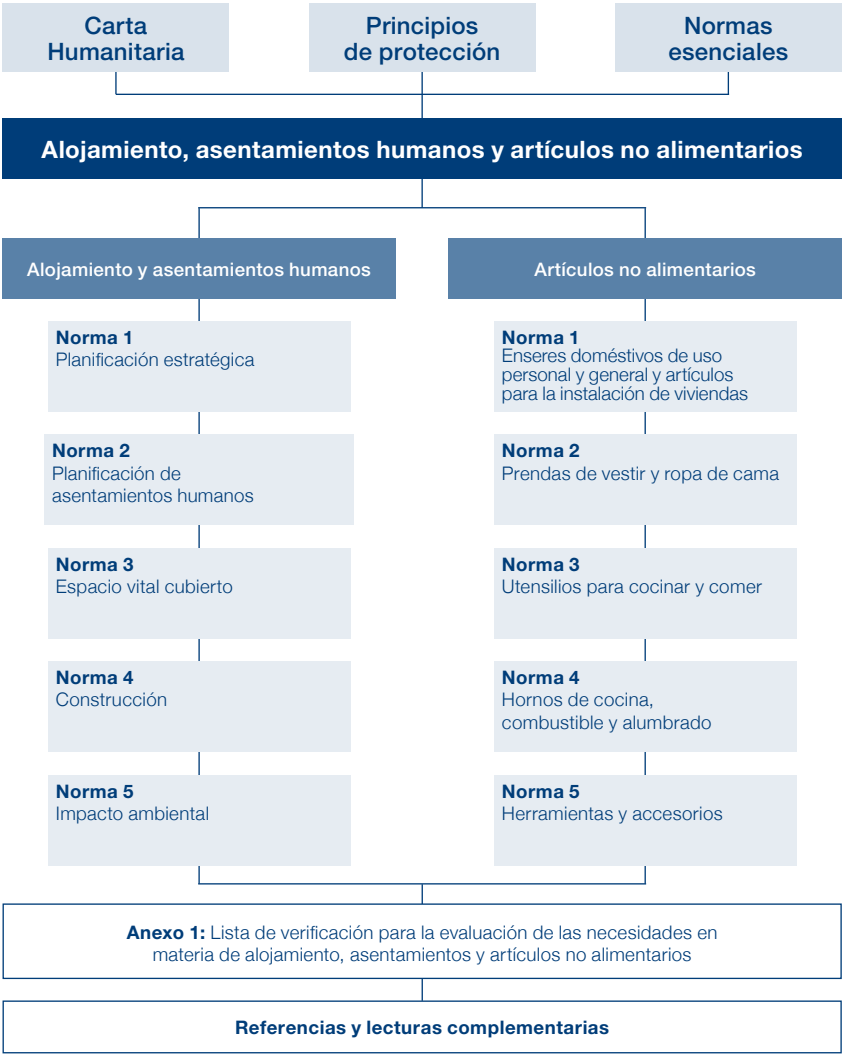 Carta
Humanitaria
Principios
de protección
Normas
esenciales
Alojamiento, asentamientos humanos y artículos no alimentarios
Alojamiento y asentamientos humanos
Norma 1
Planificación estratégica
Norma 2
Planificación de
asentamientos humanos
Norma 3
Espacio vital cubierto
Norma 4
Construcción
Norma 5
Impacto ambiental
Artículos no alimentarios
Norma 1
Enseres doméstivos de uso
personal y general y artículos
para la instalación de viviendas
Norma 2
Prendas de vestir y ropa de cama
Norma 3
Utensilios para cocinar y comer
Norma 4
Hornos de cocina,
combustible y alumbrado
Norma 5
Herramientas y accesorios
Anexo 1: Lista de verificación para la evaluación de las necesidades en
materia de alojamiento, asentamientos y artículos no alimentarios
Referencias y lecturas complementarias